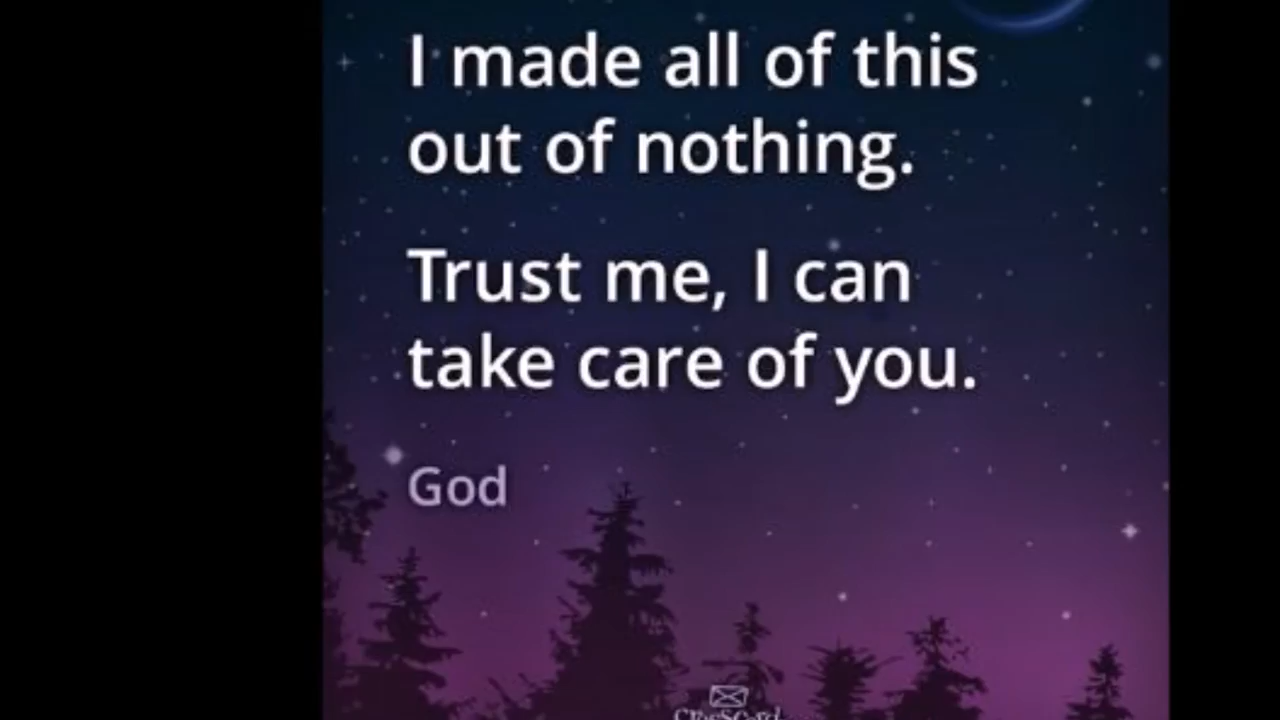 I made all of this
out of nothing.
Trust me, I can
take care of you.
God